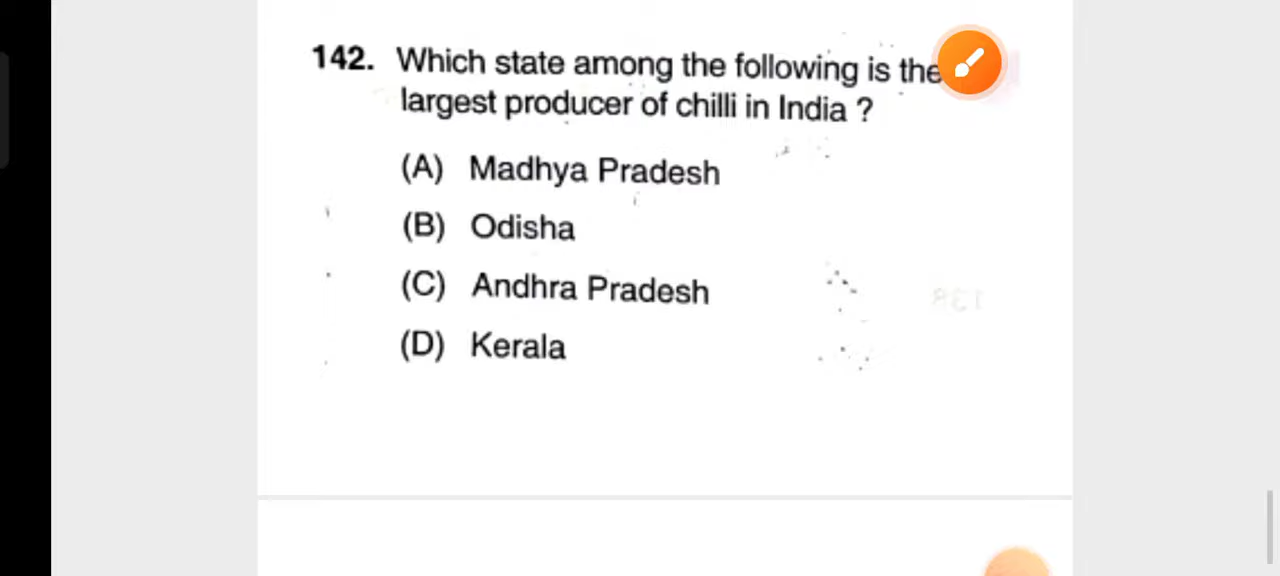 142. Which state among the following is the
largest producer of chilli in India ?
(A) Madhya Pradesh
(B) Odisha
(C) Andhra Pradesh
(D) Kerala